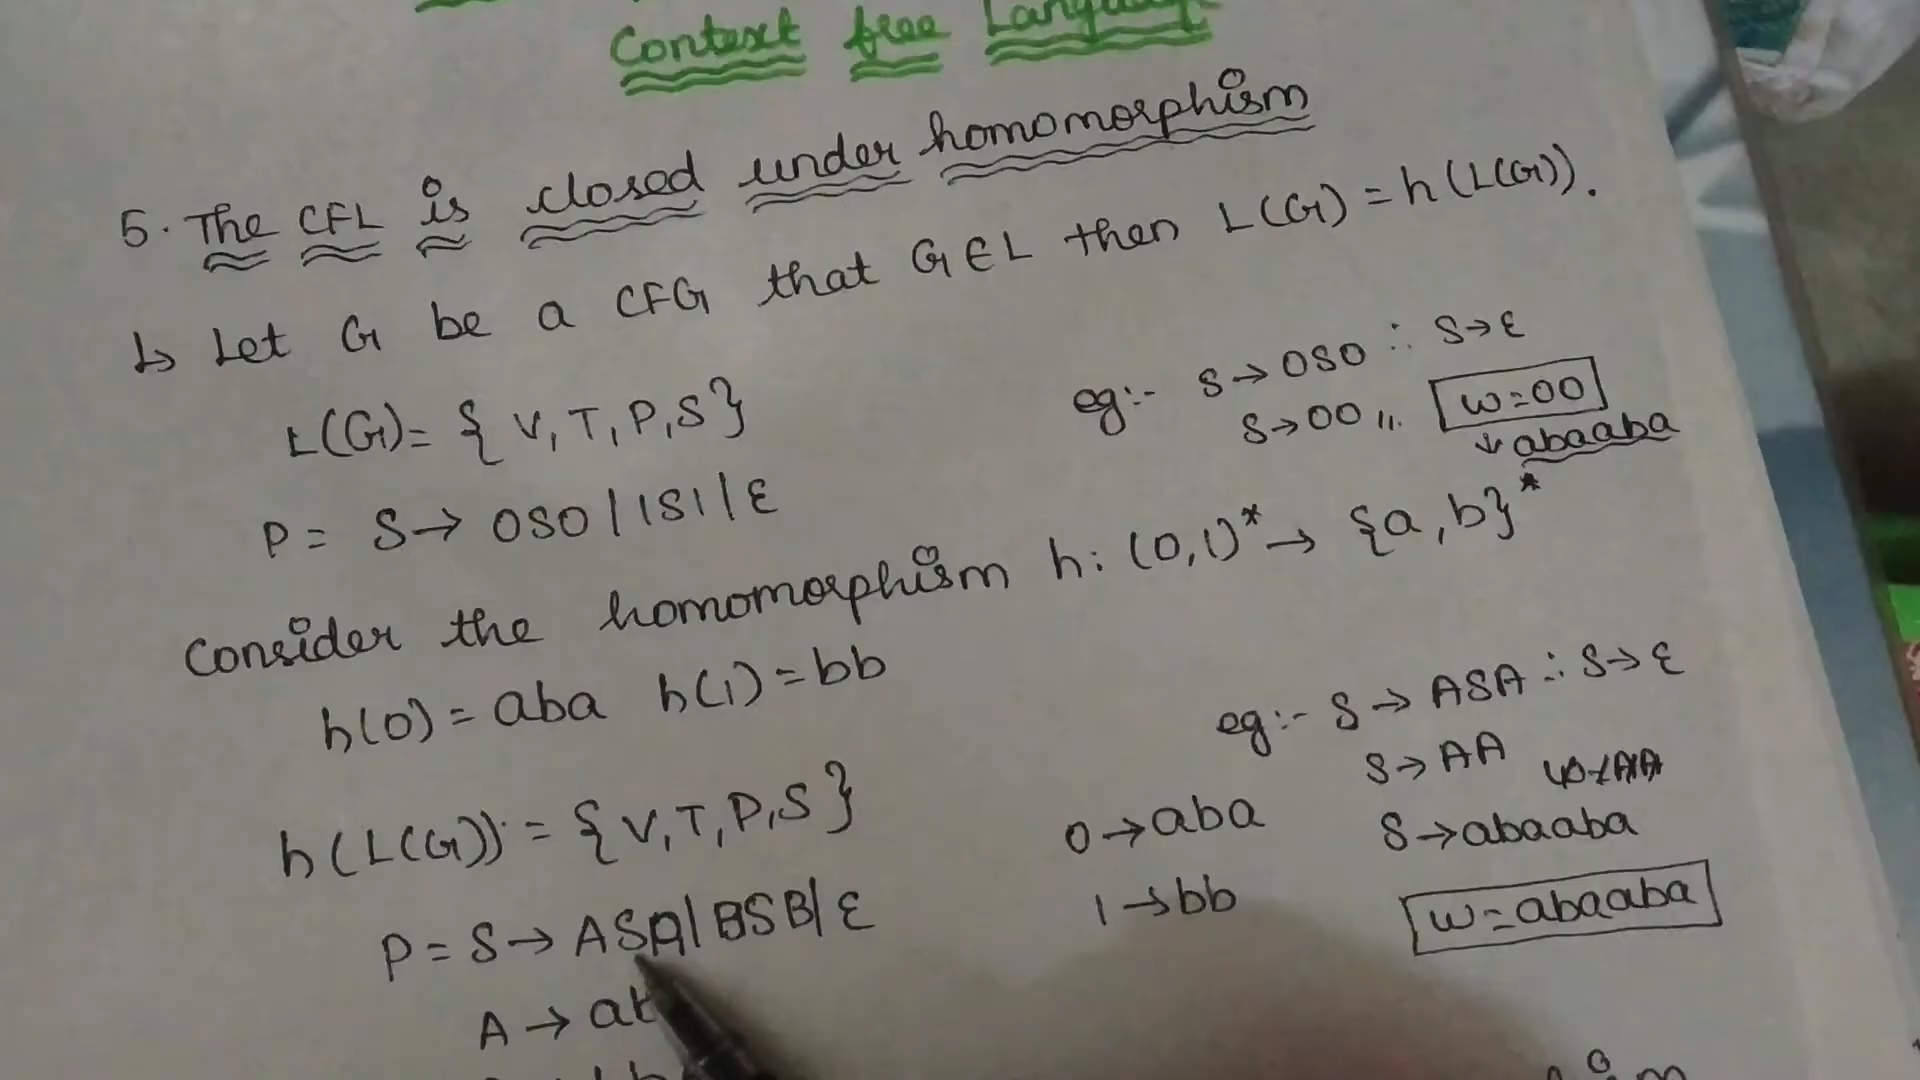 Context free Language
5. The CFL is closed under homomorphism
↳ Let G be a CFG that G ∈ L then L(G) = h(L(G)).
L(G) = { V, T, P, S }
eg:- S → 0S0 ∴ S → ε
S → 00 ,,. w=00
↓ abaaba
P = S → 0S0 / 1S1 / ε
Consider the homomorphism h: (0,1)* → {a,b}*
h(0) = aba h(1) = bb
eg:- S → ASA ∴ S → ε
S → AA
h(L(G)) = { V, T, P, S }
0 → aba
S → abaaba
P = S → ASA | BSB | ε
1 → bb
w = abaaba
A →